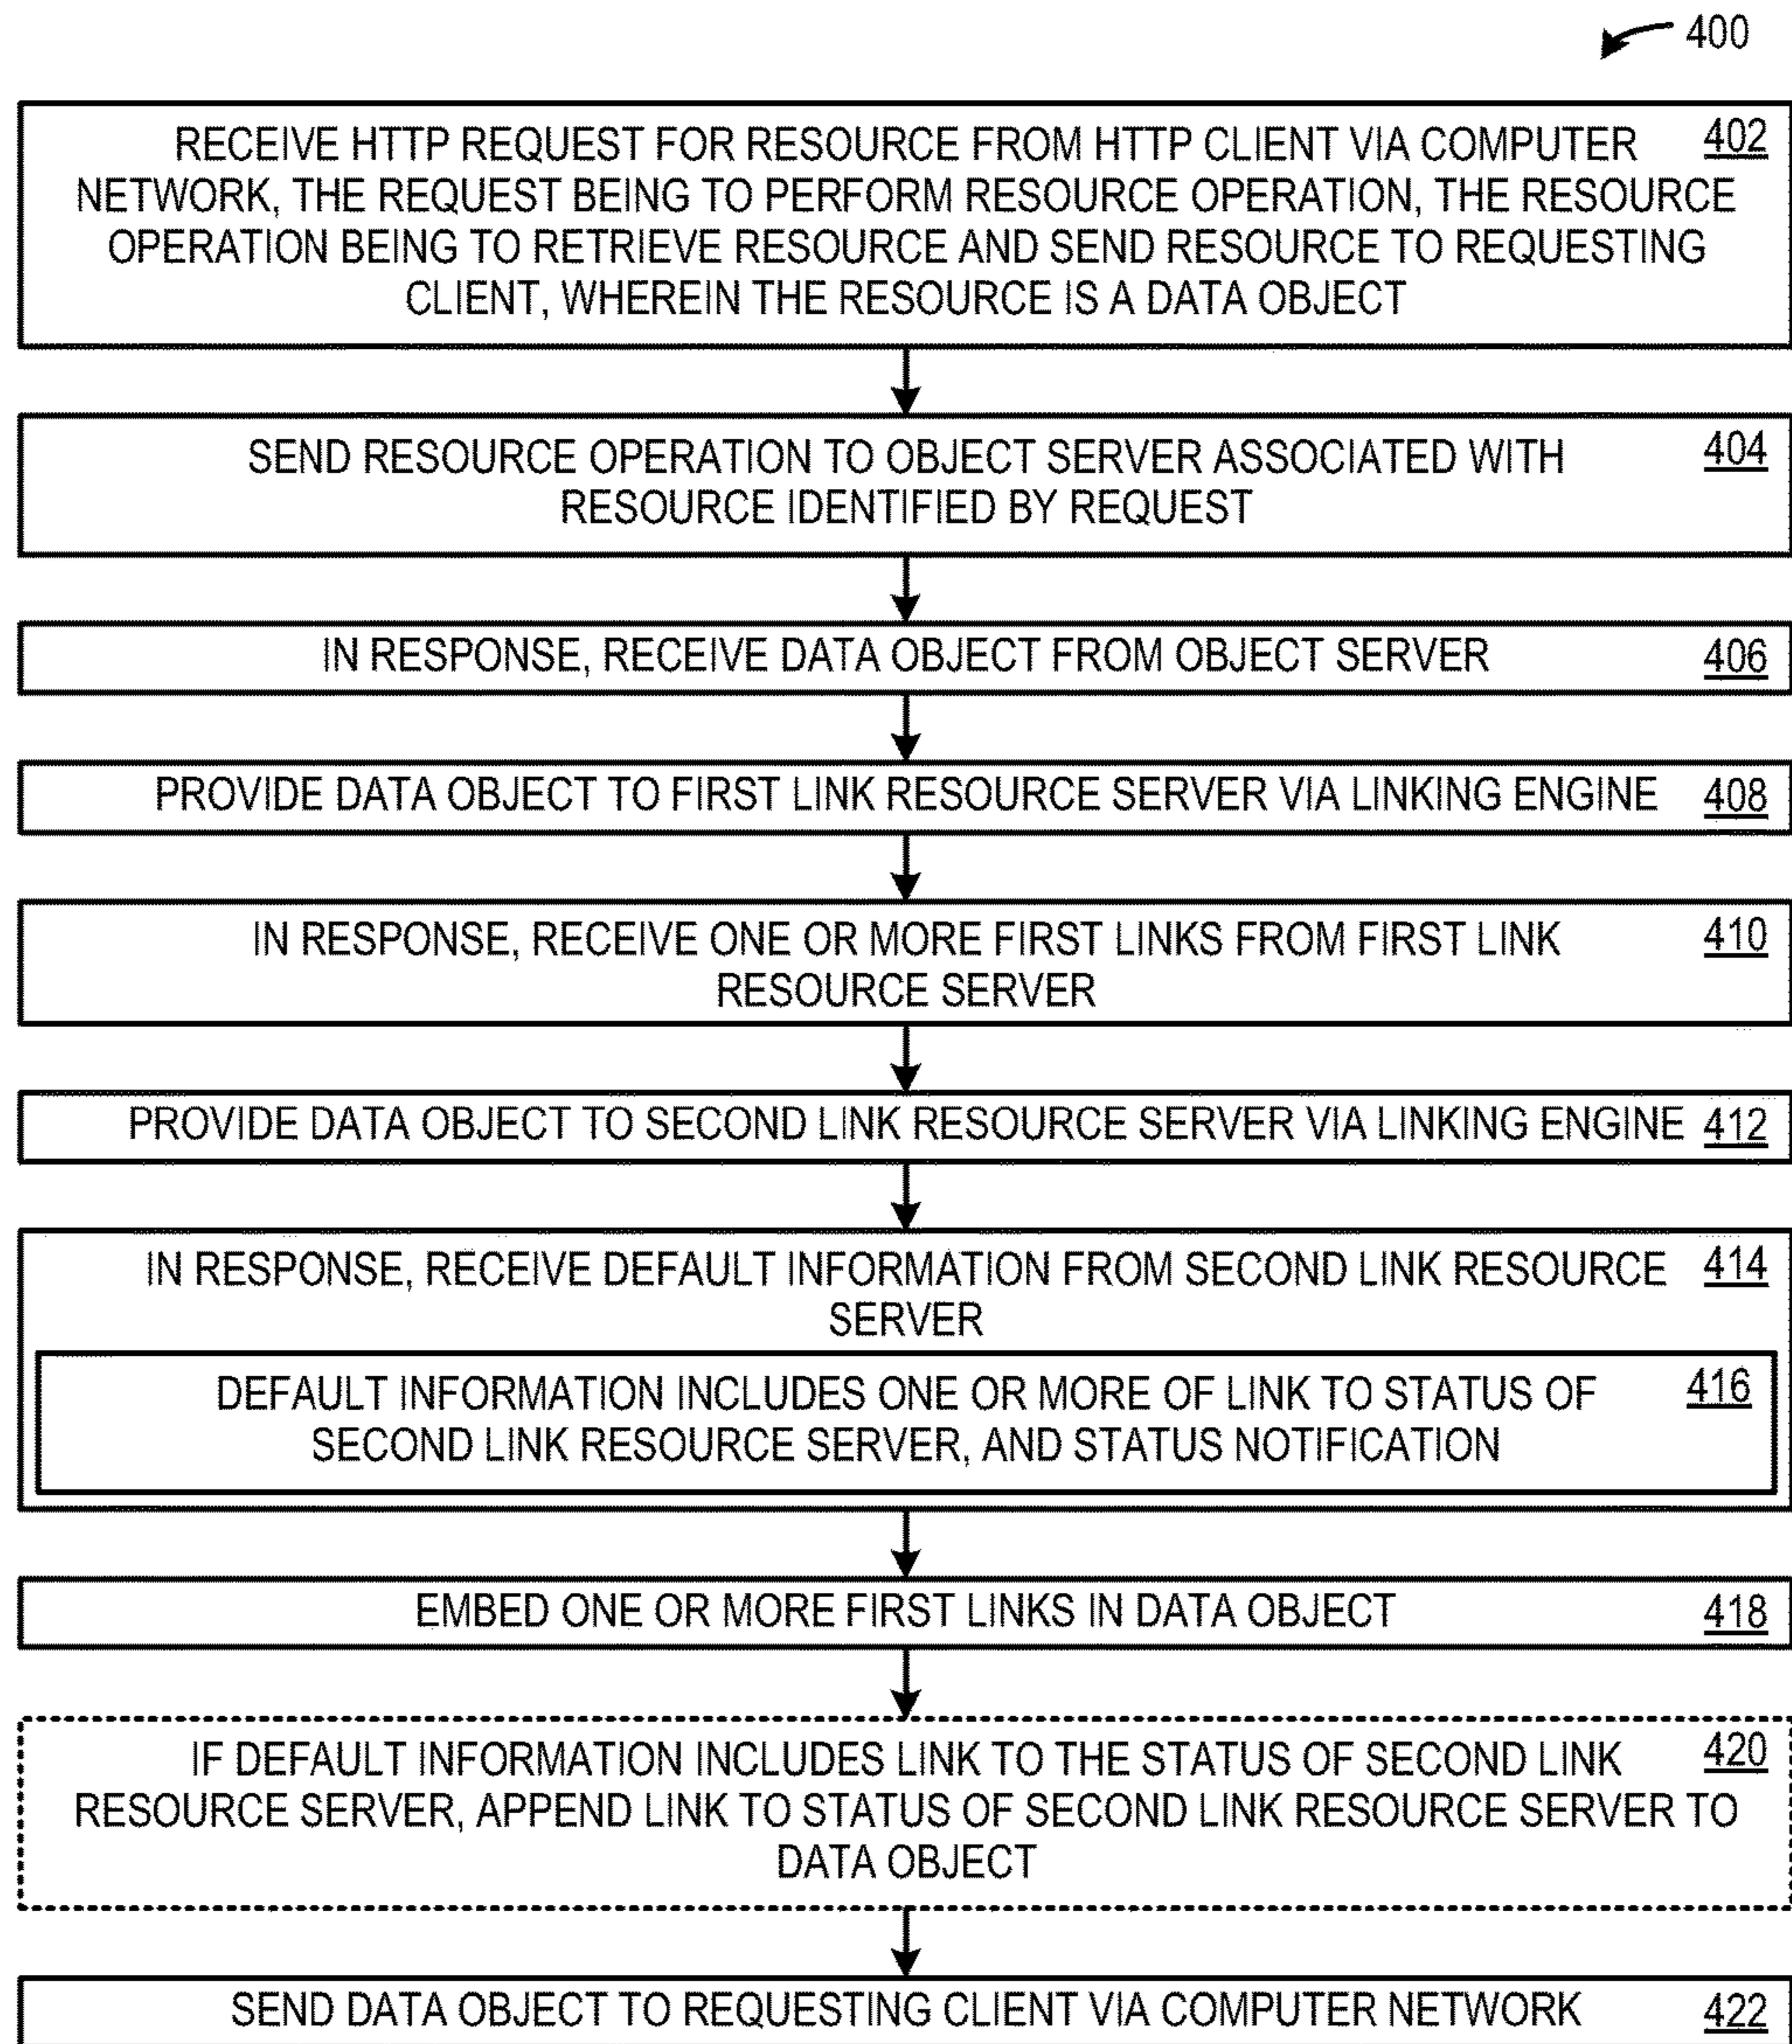 400
RECEIVE HTTP REQUEST FOR RESOURCE FROM HTTP CLIENT VIA COMPUTER 402
NETWORK, THE REQUEST BEING TO PERFORM RESOURCE OPERATION, THE RESOURCE
OPERATION BEING TO RETRIEVE RESOURCE AND SEND RESOURCE TO REQUESTING
CLIENT, WHEREIN THE RESOURCE IS A DATA OBJECT
SEND RESOURCE OPERATION TO OBJECT SERVER ASSOCIATED WITH 404
RESOURCE IDENTIFIED BY REQUEST
IN RESPONSE, RECEIVE DATA OBJECT FROM OBJECT SERVER 406
PROVIDE DATA OBJECT TO FIRST LINK RESOURCE SERVER VIA LINKING ENGINE 408
IN RESPONSE, RECEIVE ONE OR MORE FIRST LINKS FROM FIRST LINK 410
RESOURCE SERVER
PROVIDE DATA OBJECT TO SECOND LINK RESOURCE SERVER VIA LINKING ENGINE 412
IN RESPONSE, RECEIVE DEFAULT INFORMATION FROM SECOND LINK RESOURCE 414
SERVER
DEFAULT INFORMATION INCLUDES ONE OR MORE OF LINK TO STATUS OF 416
SECOND LINK RESOURCE SERVER, AND STATUS NOTIFICATION
EMBED ONE OR MORE FIRST LINKS IN DATA OBJECT 418
IF DEFAULT INFORMATION INCLUDES LINK TO THE STATUS OF SECOND LINK 420
RESOURCE SERVER, APPEND LINK TO STATUS OF SECOND LINK RESOURCE SERVER TO
DATA OBJECT
SEND DATA OBJECT TO REQUESTING CLIENT VIA COMPUTER NETWORK 422